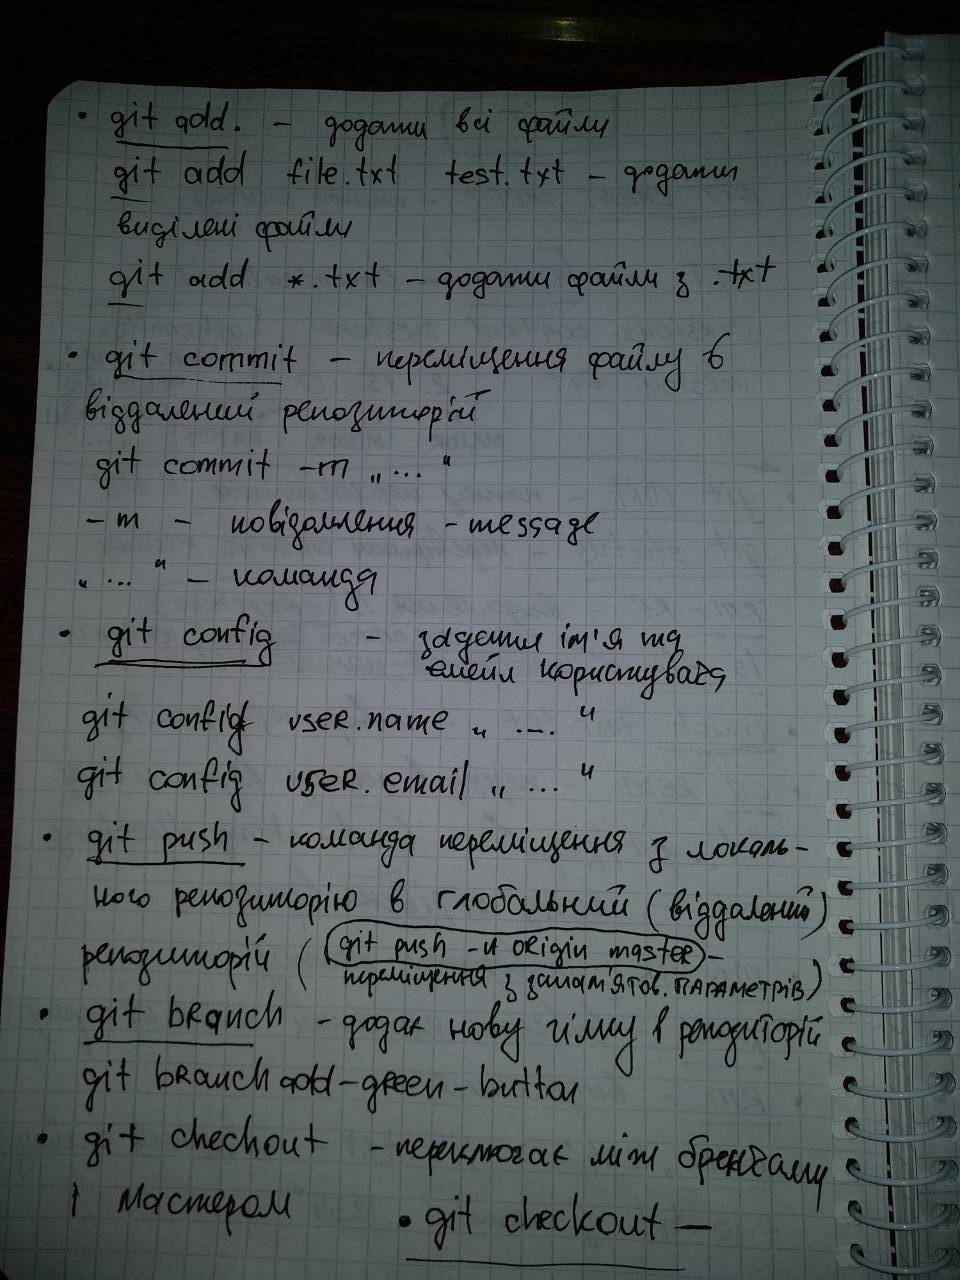 • git add. - додати всі файли
git add file.txt test.txt - додати
виділені файли
git add *.txt - додати файли з .txt
• git commit - переміщення файлу в
віддалений репозиторій
git commit -m „ ... “
-m - повідомлення - message
„ ... “ - команда
• git config - задання ім'я та
емейл користувача
git config user.name „ .... “
git config user.email „ ... “
• git push - команда переміщення з локаль-
ного репозиторію в глобальний (віддалений)
репозиторій (git push -u origin master -
переміщення з запам'ятов. параметрів)
• git branch - додає нову гілку в репозиторій
git branch add-green-button
• git chechout - переключає між бренчами
і мастером
• git checkout —